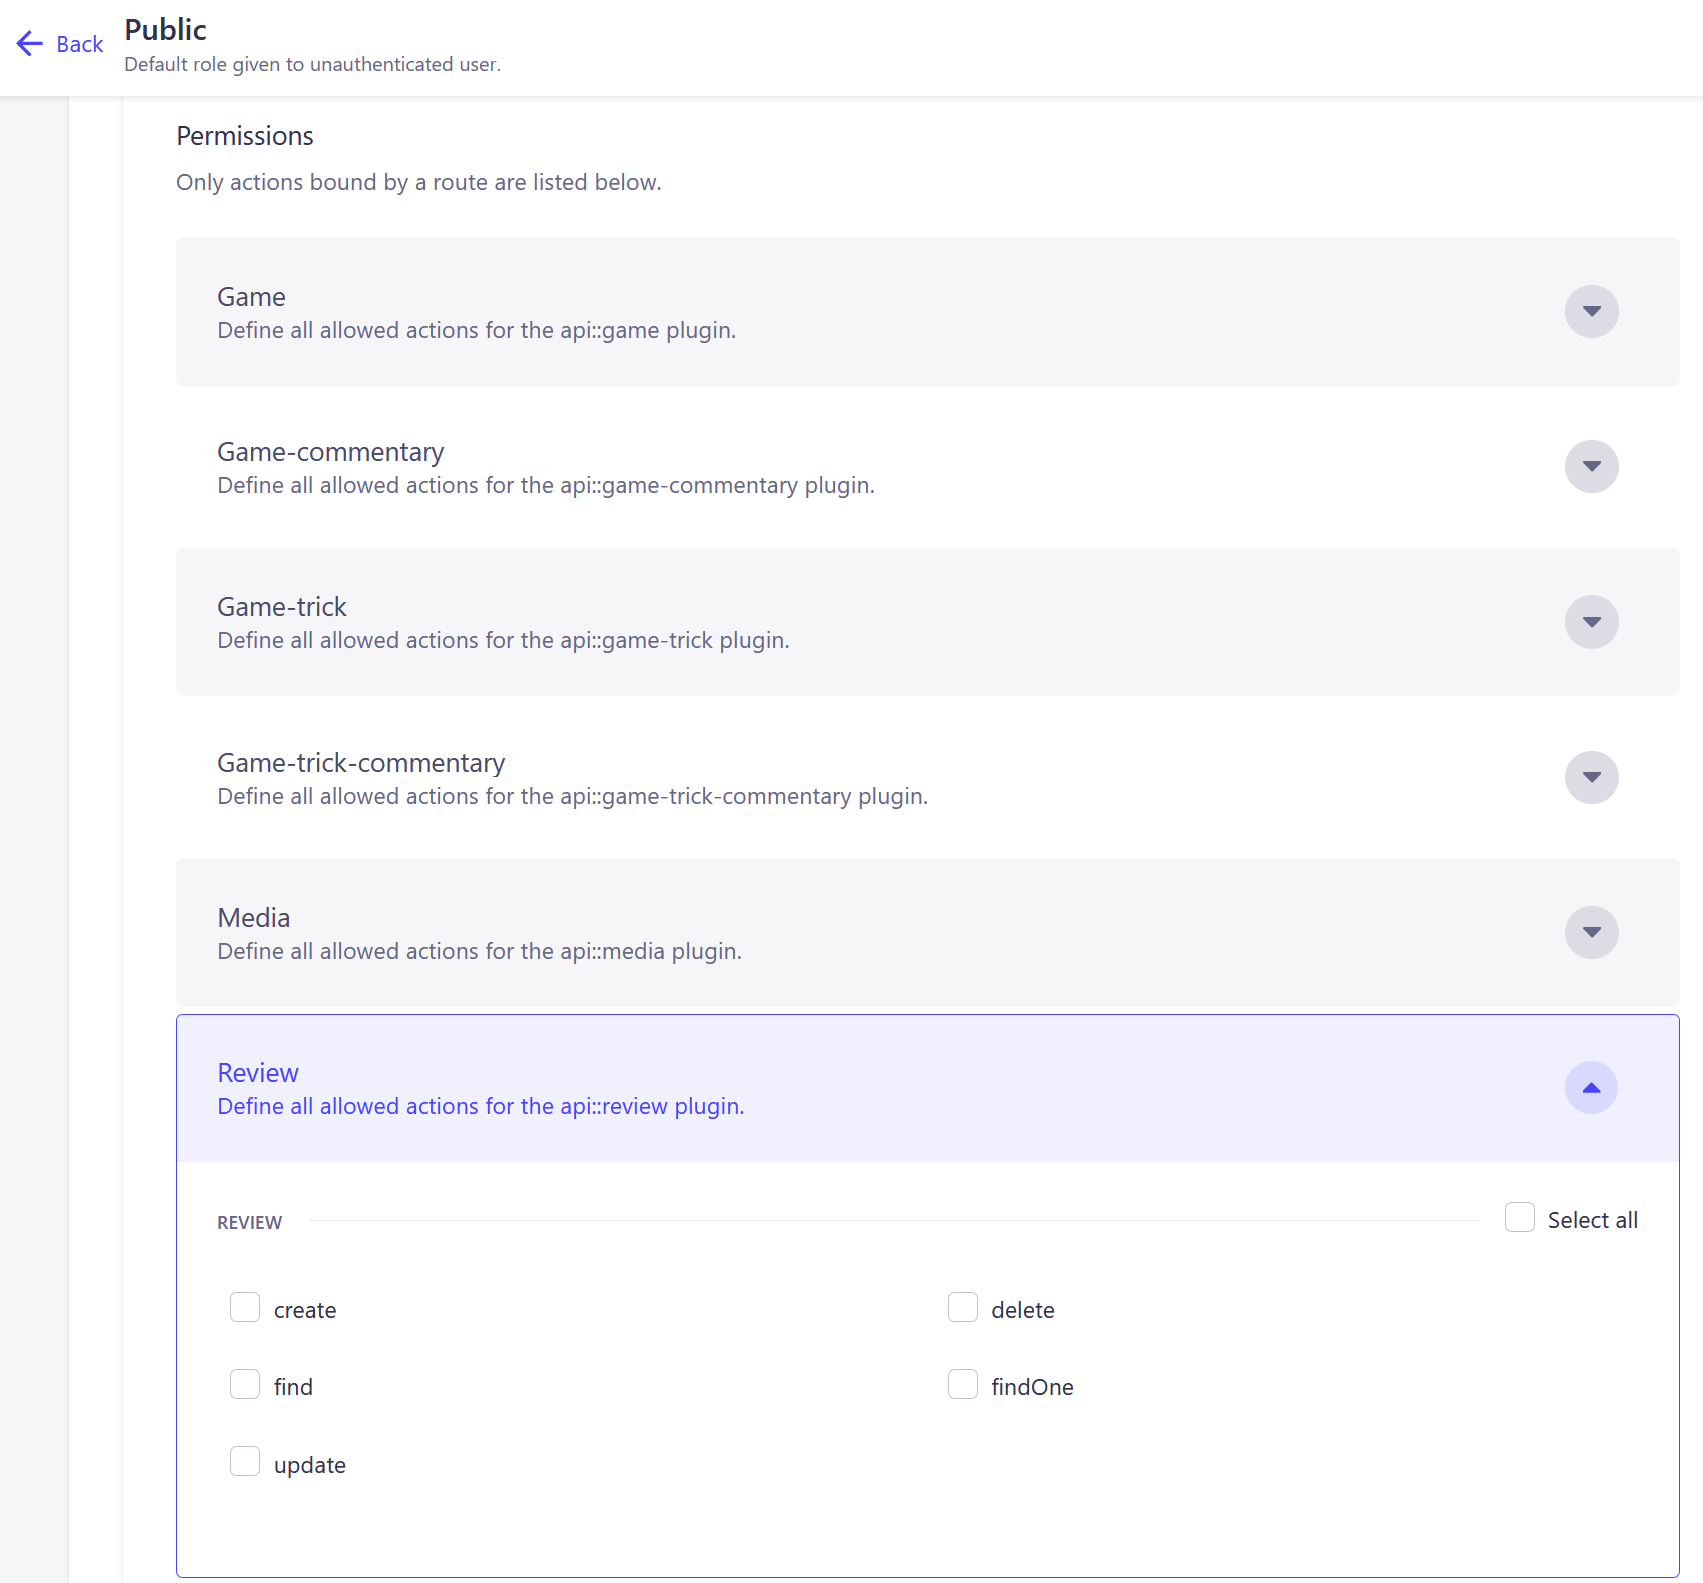 Back
Public
Default role given to unauthenticated user.
Permissions
Only actions bound by a route are listed below.
Game
Define all allowed actions for the api::game plugin.
Game-commentary
Define all allowed actions for the api::game-commentary plugin.
Game-trick
Define all allowed actions for the api::game-trick plugin.
Game-trick-commentary
Define all allowed actions for the api::game-trick-commentary plugin.
Media
Define all allowed actions for the api::media plugin.
Review
Define all allowed actions for the api::review plugin.
REVIEW
Select all
create
delete
find
findOne
update